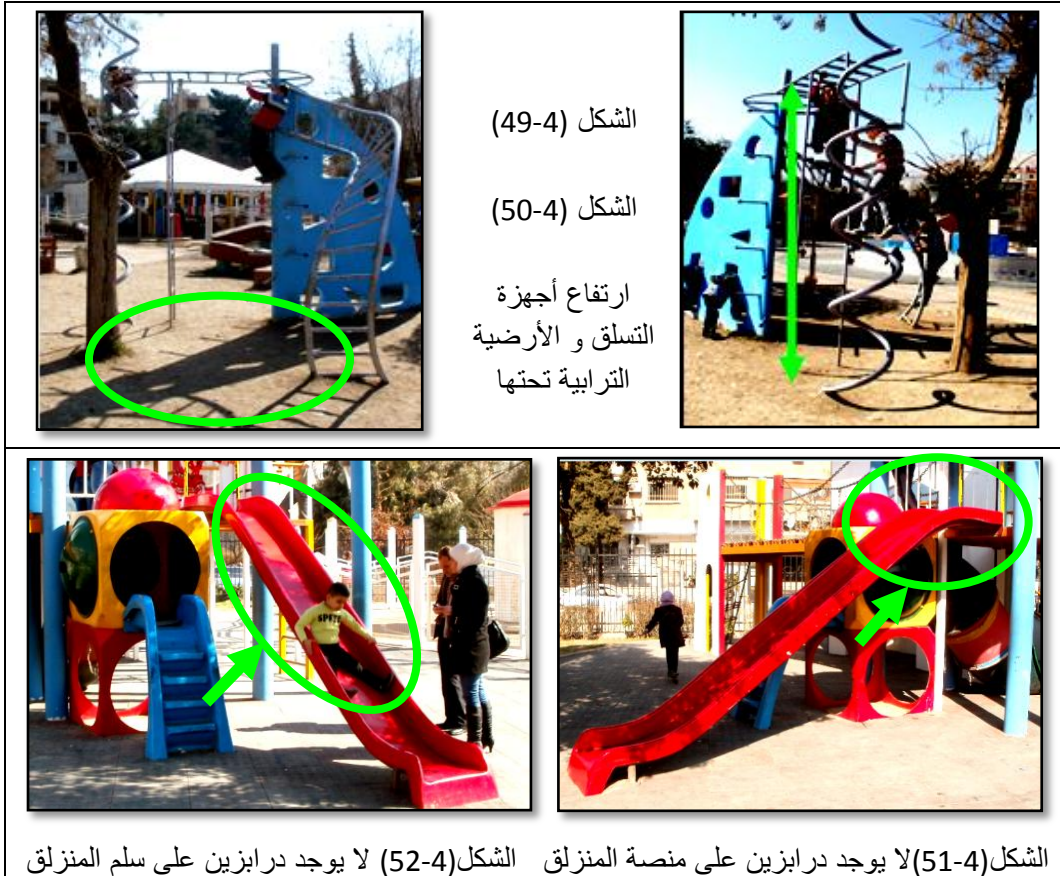 الشكل (4-49)
الشكل (4-50)
ارتفاع أجهزة
التسلق و الأرضية
الترابية تحتها
SPETE
الشكل(4-51)لا يوجد درابزين على منصة المنزلق
الشكل(4-52) لا يوجد درابزين على سلم المنزلق